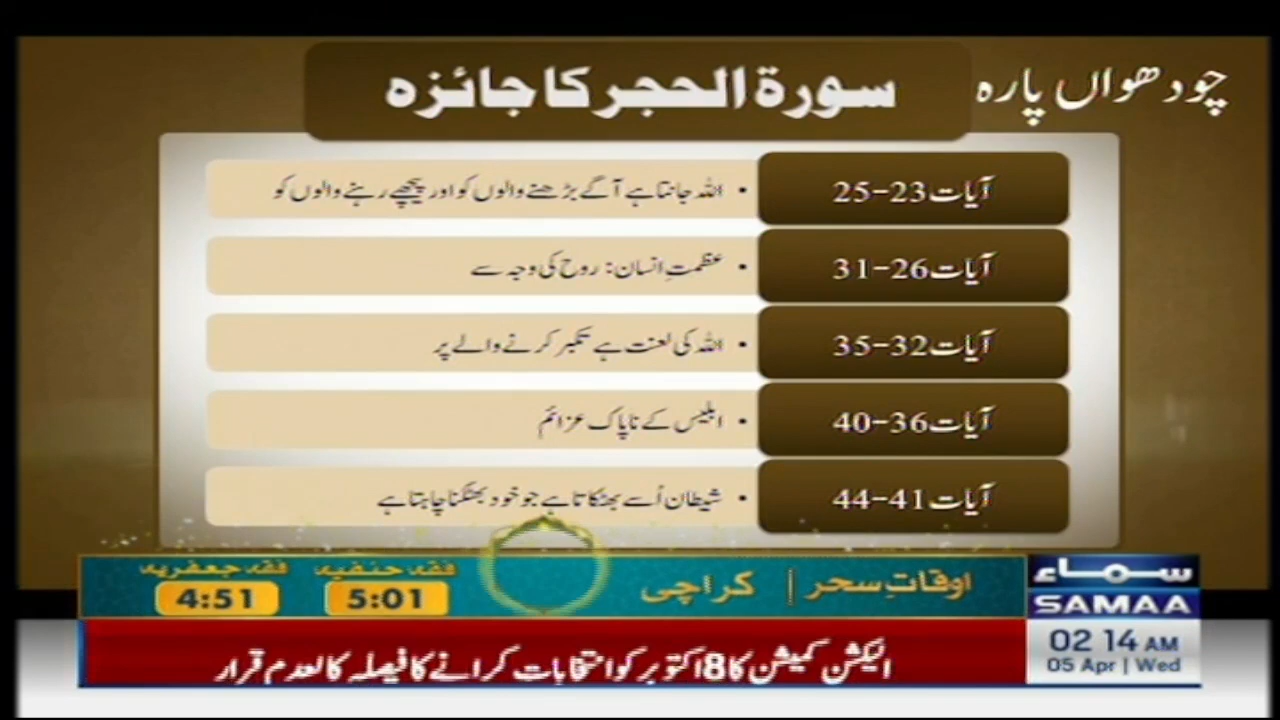 چودھواں پارہ
سورۃ الحجر کا جائزہ
آیات 23-25
• اللہ جانتا ہے آگے بڑھنے والوں کو اور پیچھے رہنے والوں کو
آیات 26-31
• عظمتِ انسان: روح کی وجہ سے
آیات 32-35
• اللہ کی لعنت ہے تکبر کرنے والے پر
آیات 36-40
• ابلیس کے ناپاک عزائم
آیات 41-44
• شیطان اُسے بھٹکاتا ہے جو خود بھٹکنا چاہتا ہے
اوقاتِ سحر | کراچی
فقہ حنفیہ
5:01
فقہ جعفریہ
4:51
سماء
SAMAA
02 14 AM
05 Apr | Wed
الیکشن کمیشن کا 8 اکتوبر کو انتخابات کرانے کا فیصلہ کالعدم قرار